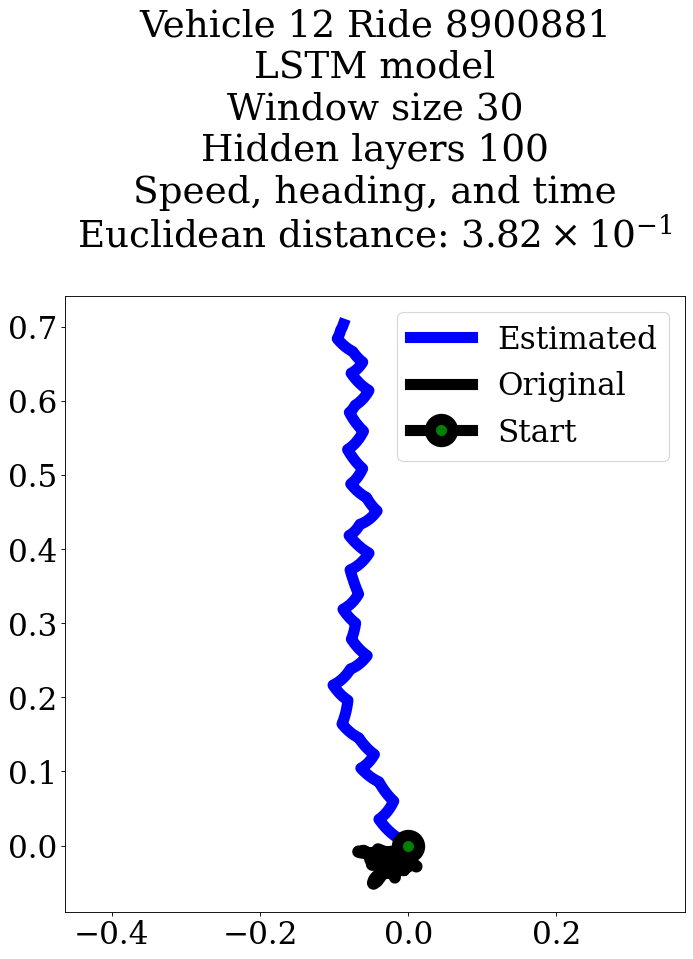 Vehicle 12 Ride 8900881
LSTM model
Window size 30
Hidden layers 100
Speed, heading, and time
Euclidean distance: 3.82 × 10⁻¹
Estimated
Original
Start
0.7
0.6
0.5
0.4
0.3
0.2
0.1
0.0
−0.4
−0.2
0.0
0.2